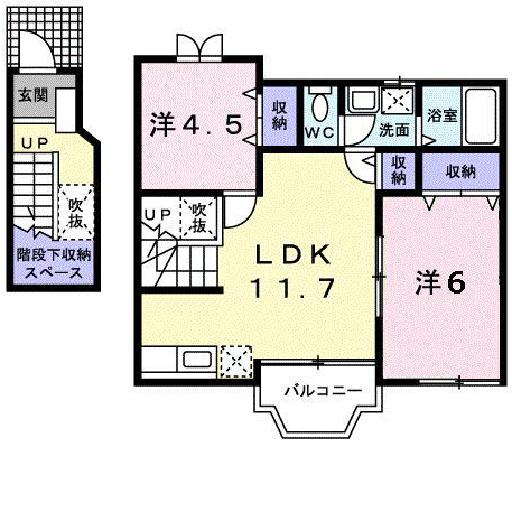 玄関
UP
吹
抜
階段下収納
スペース
洋4.5
収
納
WC
洗面
浴室
収
納
収納
UP
吹
抜
LDK
11.7
洋6
バルコニー